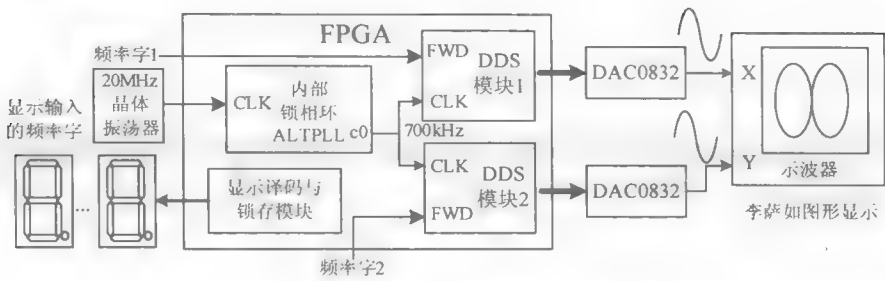 FPGA
频率字1
FWD
DDS
模块1
CLK
DAC0832
X
20MHz
晶体
振荡器
CLK
内部
锁相环
ALTPLL
c0
700kHz
显示输入
的频率字
...
显示译码与
锁存模块
CLK
DDS
模块2
FWD
DAC0832
Y
示波器
李萨如图形显示
频率字2